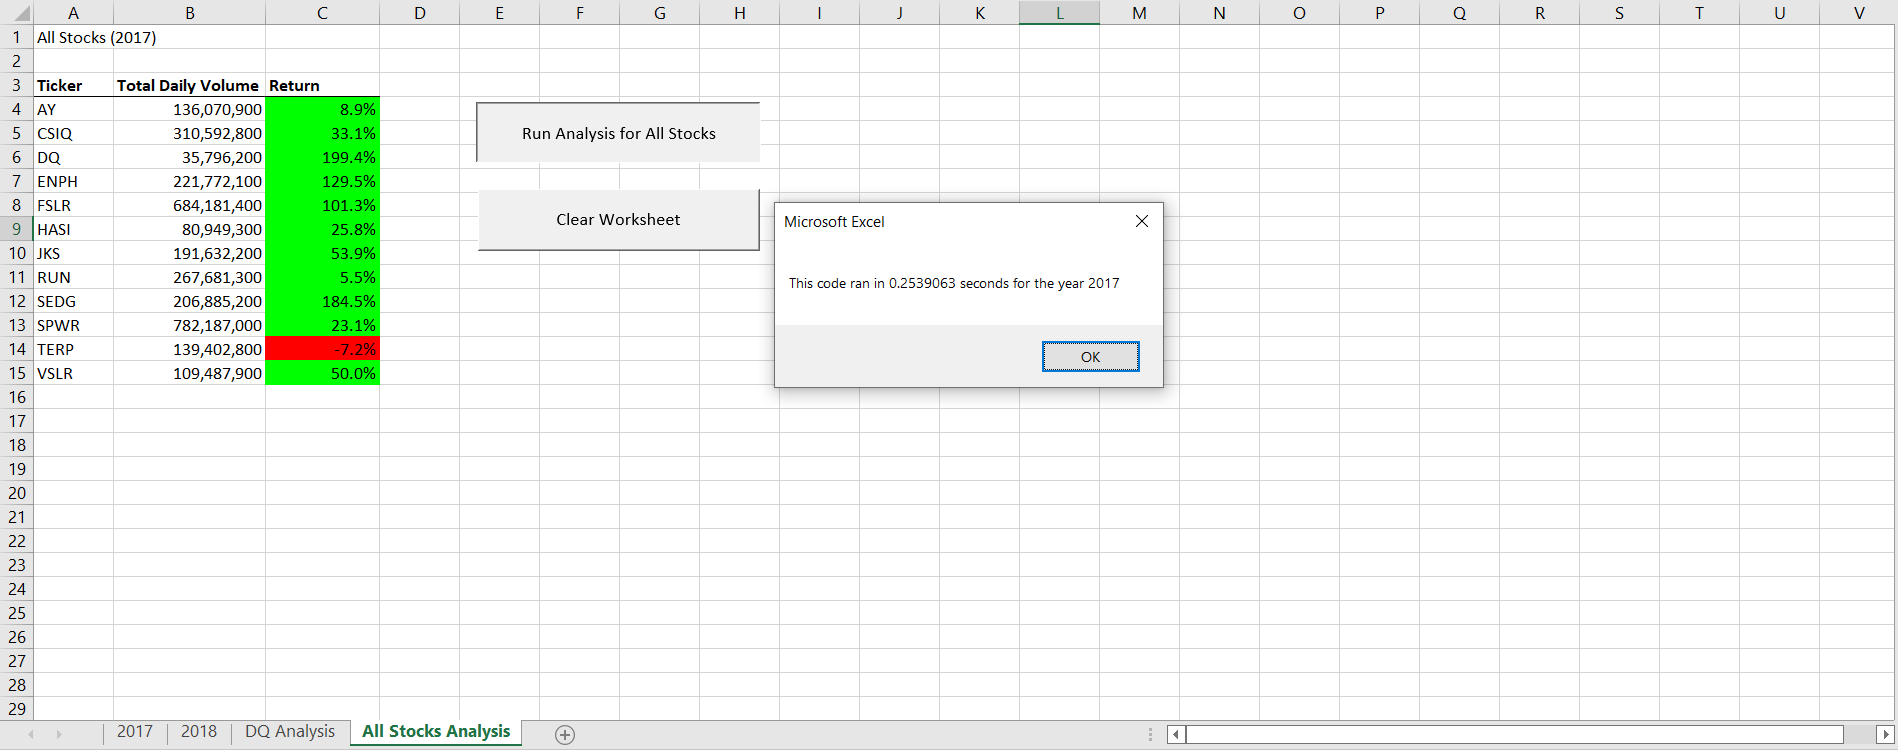 A B C D E F G H I J K L M N O P Q R S T U V
1 All Stocks (2017)
2
3 Ticker Total Daily Volume Return
4 AY 136,070,900 8.9%
5 CSIQ 310,592,800 33.1%
6 DQ 35,796,200 199.4%
7 ENPH 221,772,100 129.5%
8 FSLR 684,181,400 101.3%
9 HASI 80,949,300 25.8%
10 JKS 191,632,200 53.9%
11 RUN 267,681,300 5.5%
12 SEDG 206,885,200 184.5%
13 SPWR 782,187,000 23.1%
14 TERP 139,402,800 -7.2%
15 VSLR 109,487,900 50.0%
16
17
18
19
20
21
22
23
24
25
26
27
28
29
Run Analysis for All Stocks
Clear Worksheet
Microsoft Excel
This code ran in 0.2539063 seconds for the year 2017
OK
2017 2018 DQ Analysis All Stocks Analysis